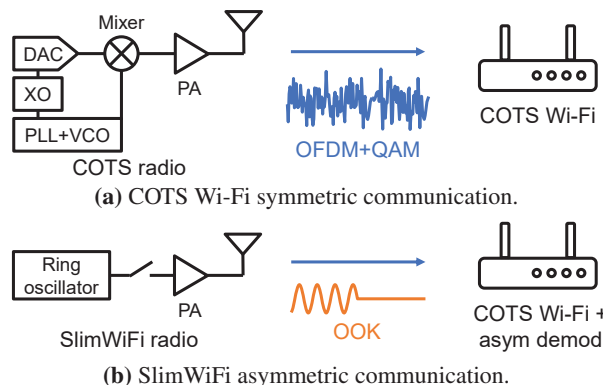 Mixer
DAC
XO
PA
PLL+VCO
COTS radio
OFDM+QAM
COTS Wi-Fi
(a) COTS Wi-Fi symmetric communication.
Ring
oscillator
PA
SlimWiFi radio
OOK
COTS Wi-Fi +
asym demod
(b) SlimWiFi asymmetric communication.